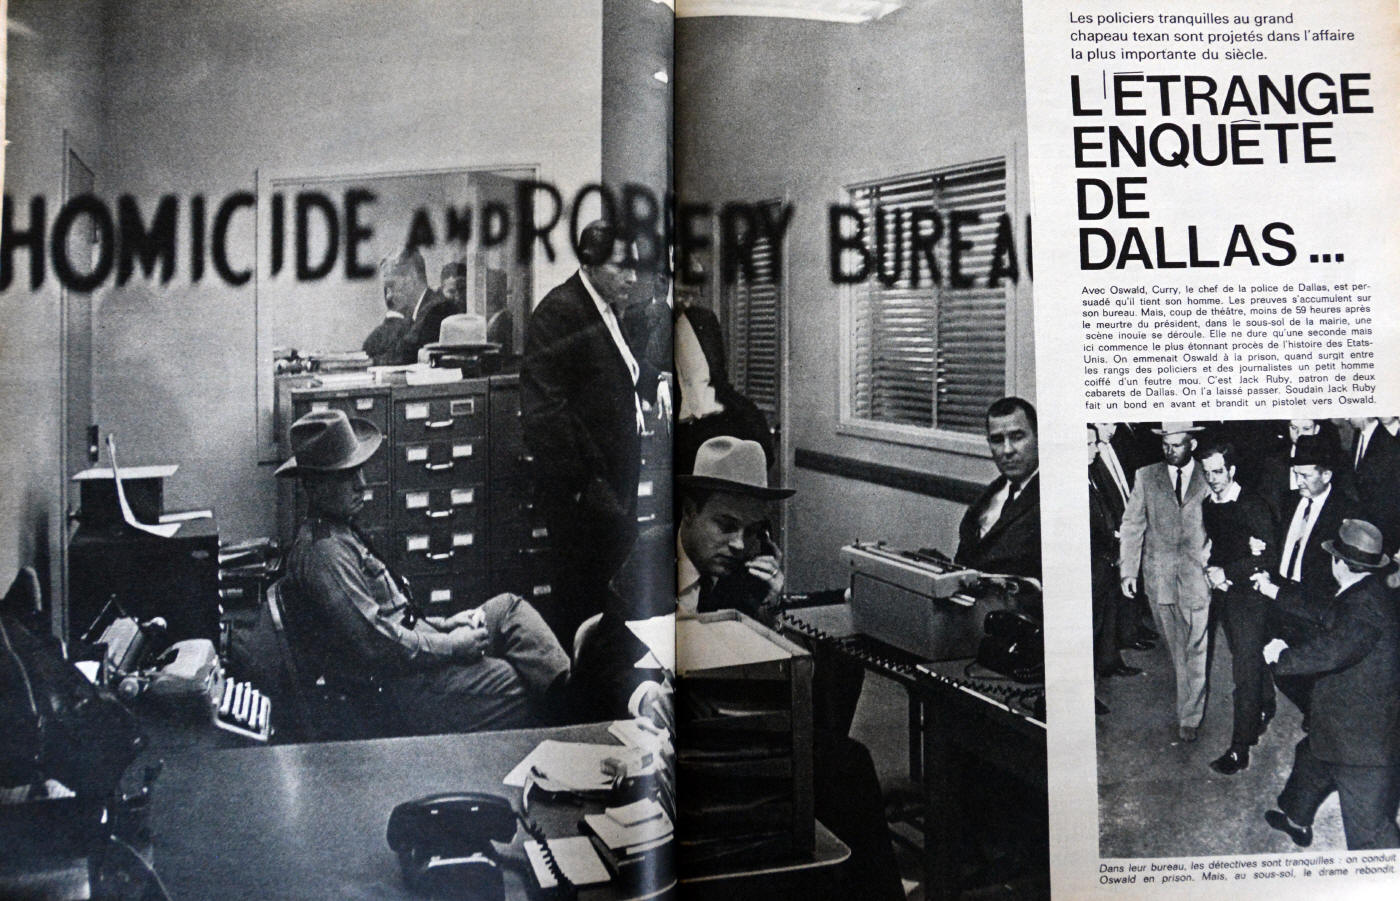 HOMICIDE AND ROBBERY BUREAU
Les policiers tranquilles au grand
chapeau texan sont projetés dans l'affaire
la plus importante du siècle.
L'ÉTRANGE
ENQUÊTE
DE
DALLAS...
Avec Oswald, Curry, le chef de la police de Dallas, est per-
suadé qu'il tient son homme. Les preuves s'accumulent sur
son bureau. Mais, coup de théâtre, moins de 59 heures après
le meurtre du président, dans le sous-sol de la mairie, une
scène inouïe se déroule. Elle ne dure qu'une seconde mais
ici commence le plus étonnant procès de l'histoire des Etats-
Unis. On emmenait Oswald à la prison, quand surgit entre
les rangs des policiers et des journalistes un petit homme
coiffé d'un feutre mou. C'est Jack Ruby, patron de deux
cabarets de Dallas. On l'a laissé passer. Soudain Jack Ruby
fait un bond en avant et brandit un pistolet vers Oswald.
Dans leur bureau, les détectives sont tranquilles : on conduit
Oswald en prison. Mais, au sous-sol, le drame rebondit.